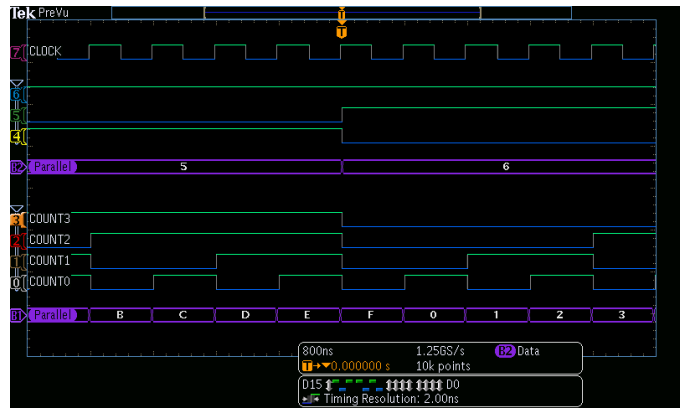 Tek PreVu
T
T
7 CLOCK
6
5
4
B2 Parallel 5 6
3 COUNT3
2 COUNT2
1 COUNT1
0 COUNT0
B1 Parallel B C D E F 0 1 2 3
800ns 1.25GS/s B2 Data
T→▼0.000000 s 10k points
D15 D0
Timing Resolution: 2.00ns